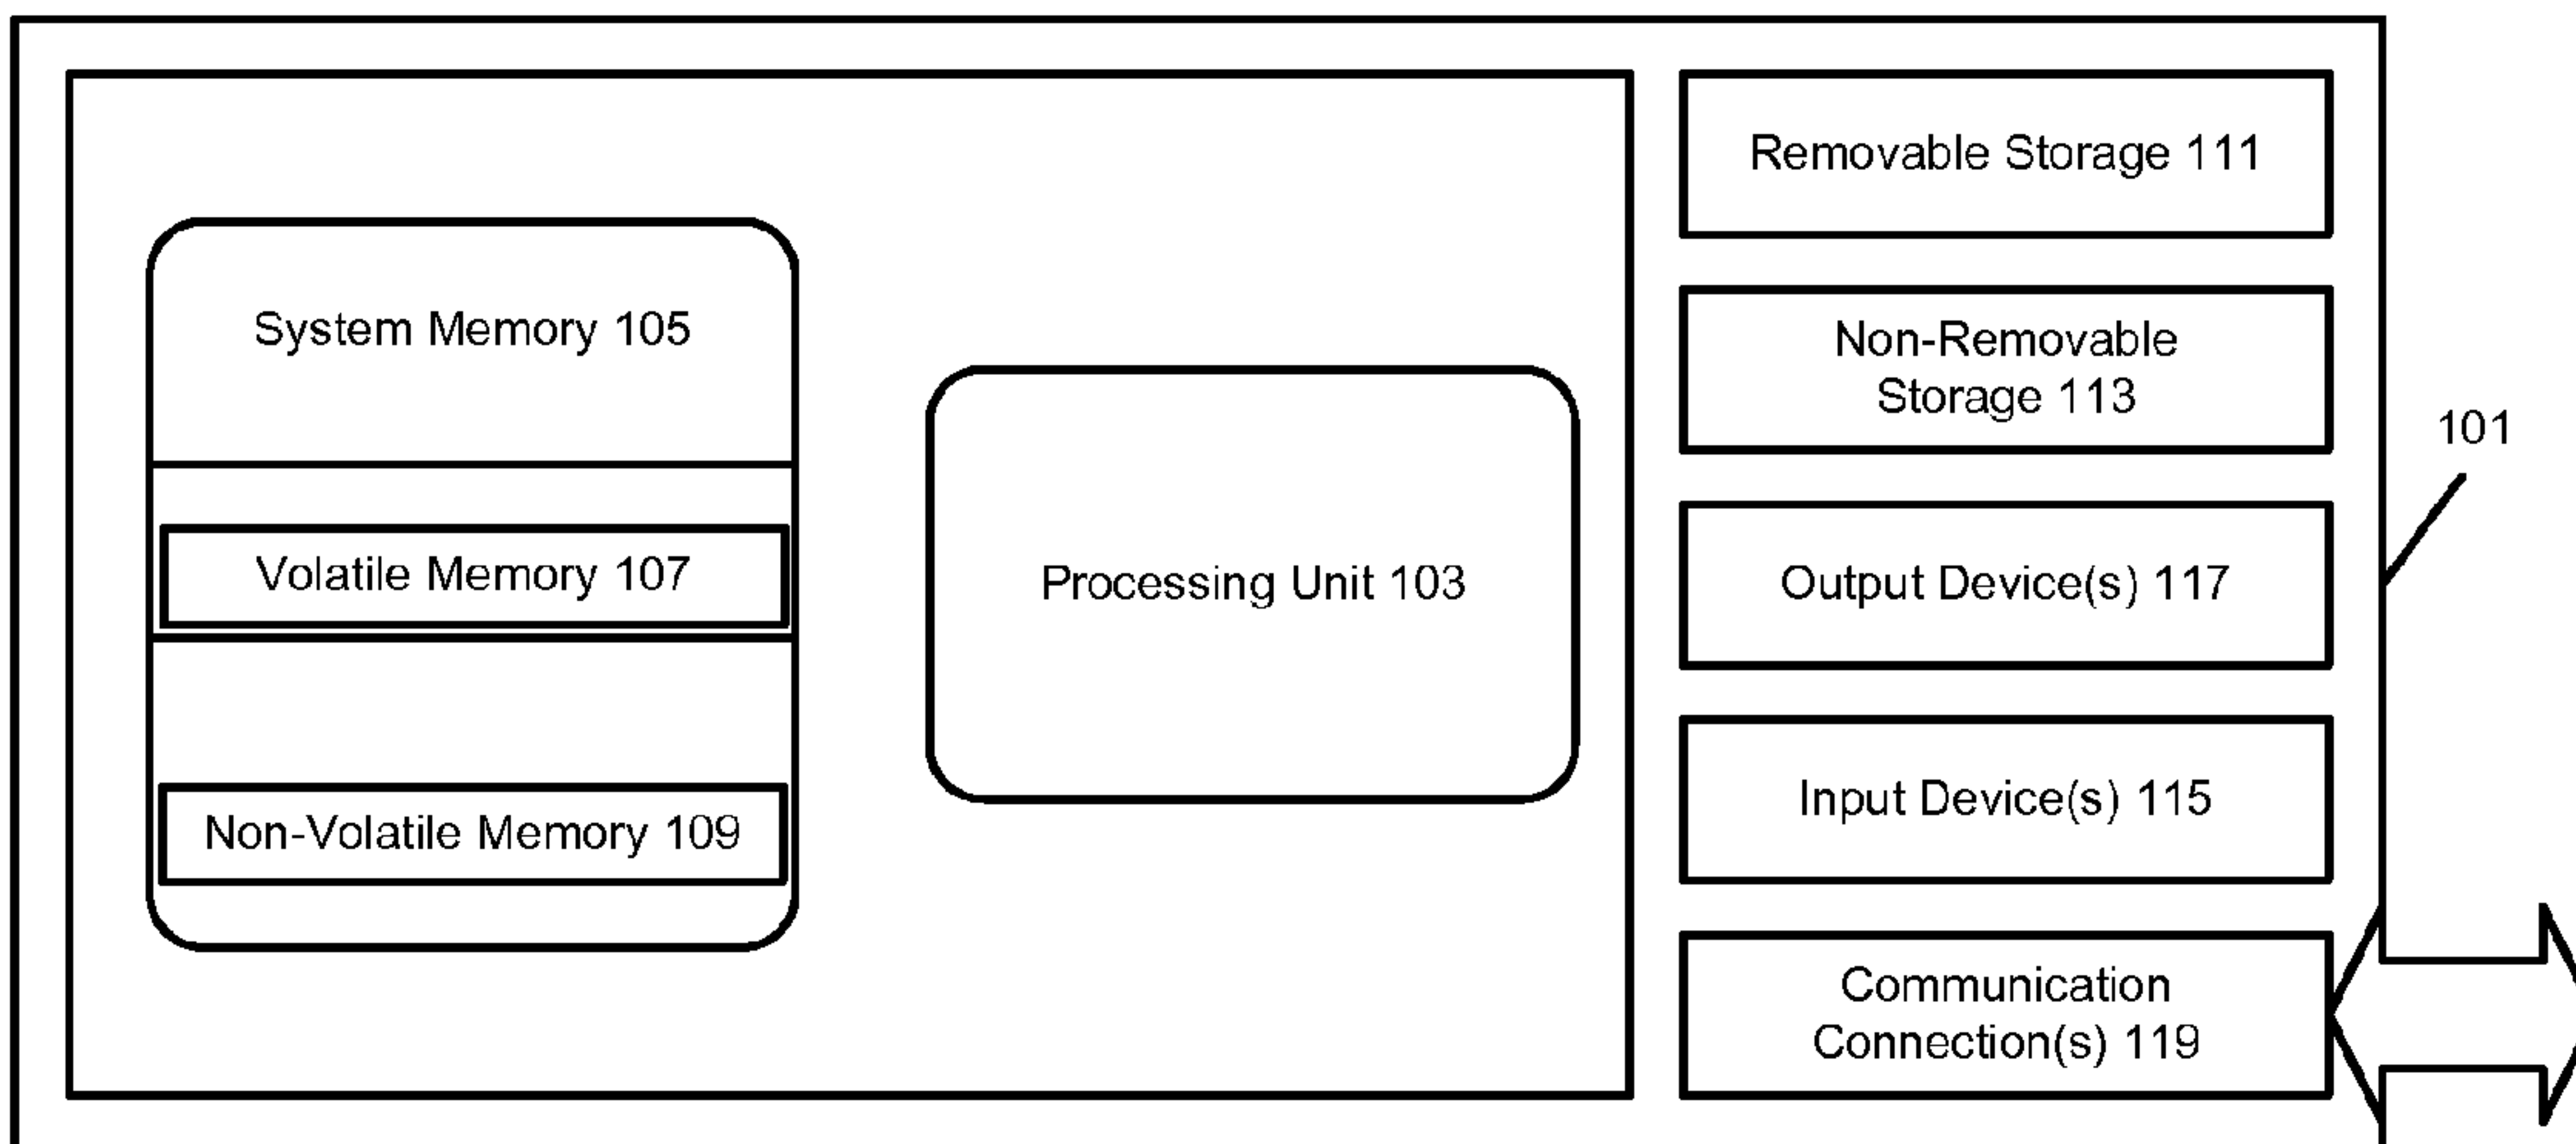 System Memory 105
Volatile Memory 107
Non-Volatile Memory 109
Processing Unit 103
Removable Storage 111
Non-Removable
Storage 113
Output Device(s) 117
Input Device(s) 115
Communication
Connection(s) 119
101